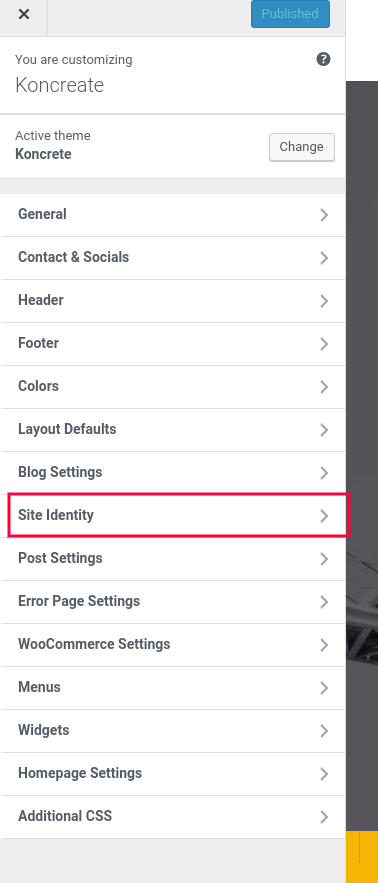 Published
You are customizing
Koncreate
Active theme
Koncrete
Change
General
Contact & Socials
Header
Footer
Colors
Layout Defaults
Blog Settings
Site Identity
Post Settings
Error Page Settings
WooCommerce Settings
Menus
Widgets
Homepage Settings
Additional CSS